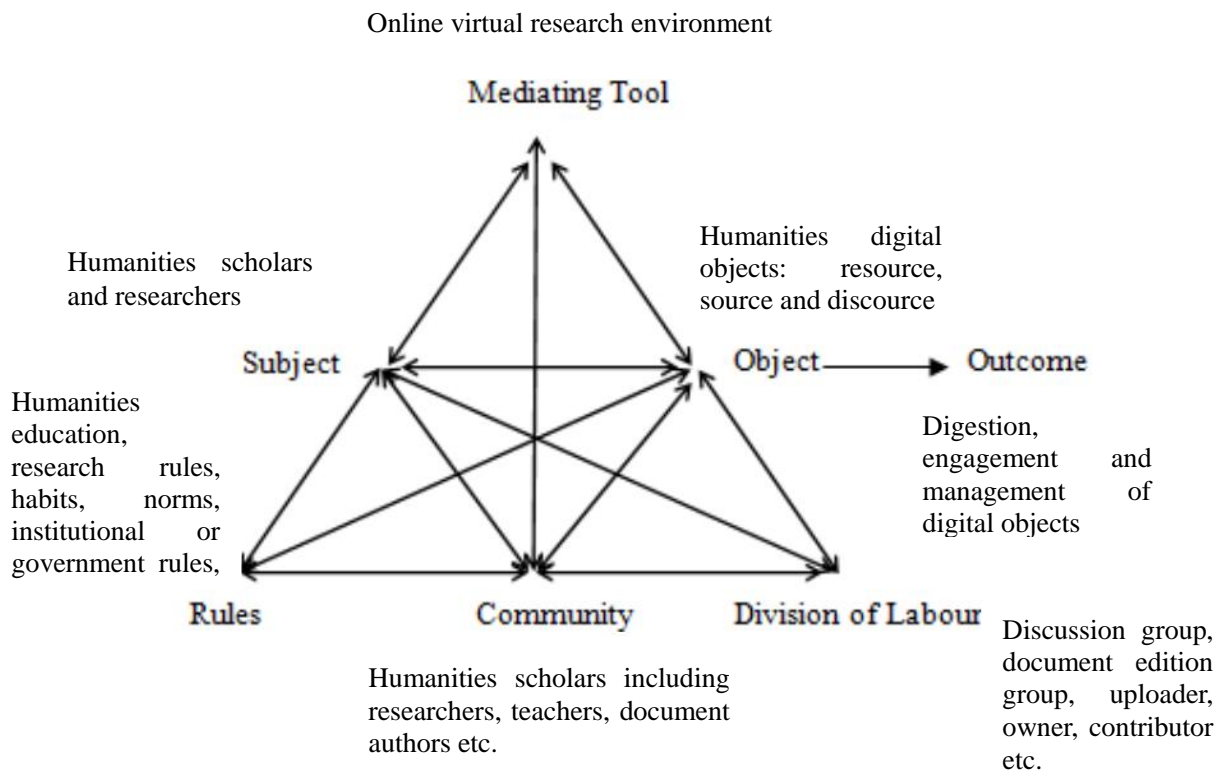 Online virtual research environment
Mediating Tool
Humanities scholars
and researchers
Humanities digital
objects: resource,
source and discource
Subject
Object
Outcome
Humanities
education,
research rules,
habits, norms,
institutional or
government rules,
Digestion,
engagement and
management of
digital objects
Rules
Community
Division of Labour
Humanities scholars including
researchers, teachers, document
authors etc.
Discussion group,
document edition
group, uploader,
owner, contributor
etc.